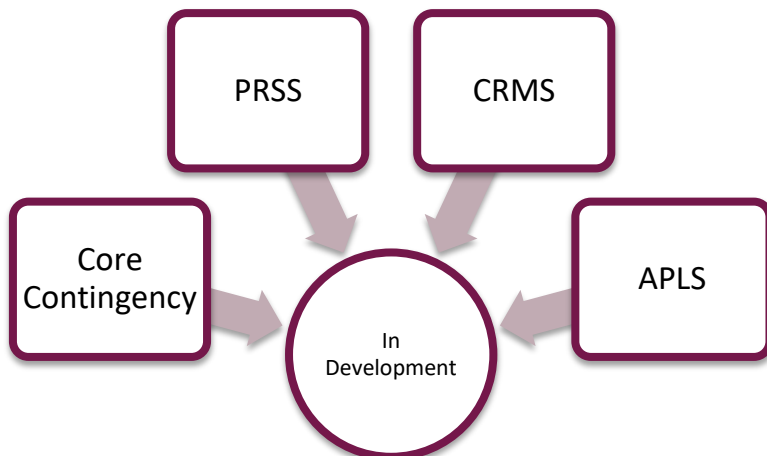 PRSS
CRMS
Core
Contingency
APLS
In
Development